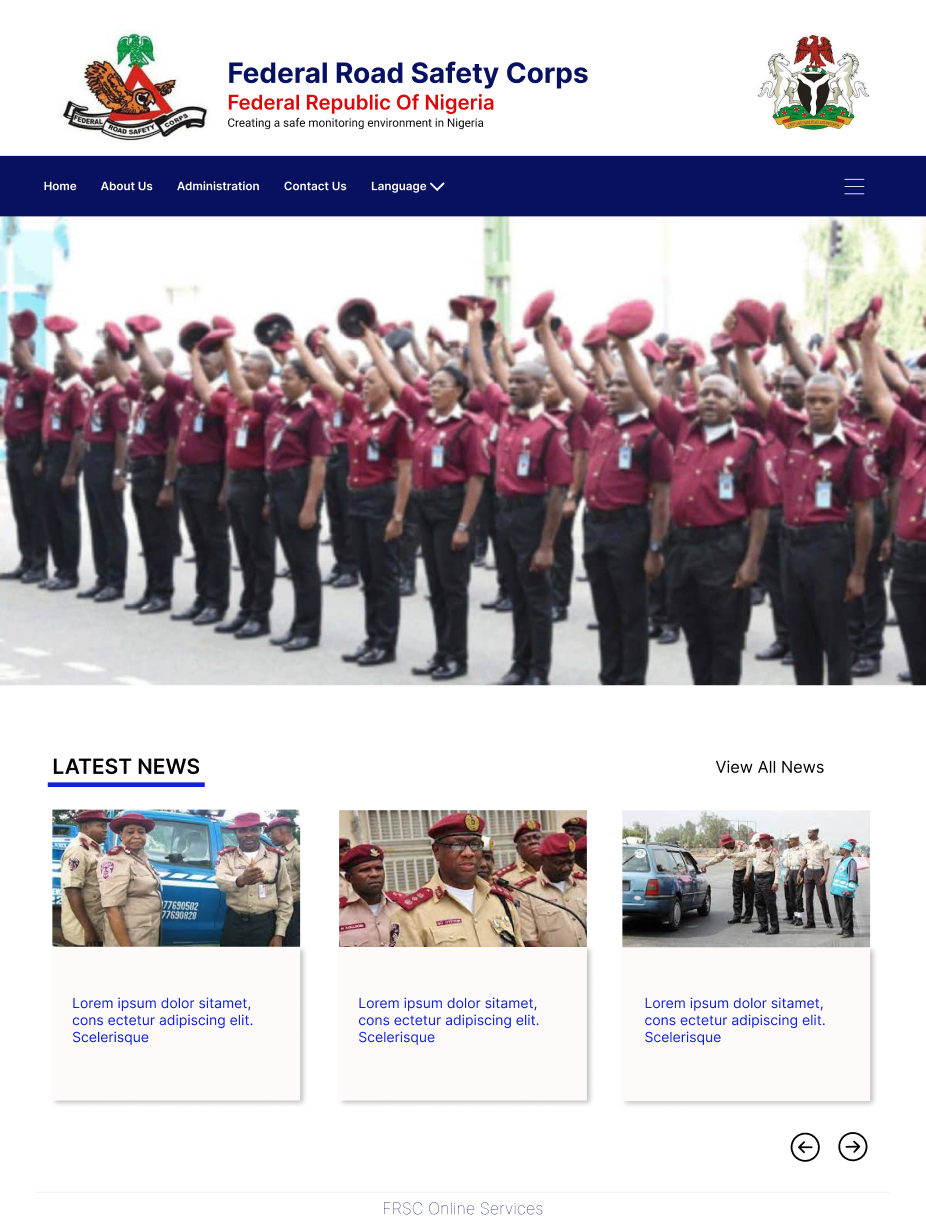 FEDERAL
ROAD SAFETY
CORPS
Federal Road Safety Corps
Federal Republic Of Nigeria
Creating a safe monitoring environment in Nigeria
Home
About Us
Administration
Contact Us
Language
LATEST NEWS
View All News
77690502
Lorem ipsum dolor sitamet,
cons ectetur adipiscing elit.
Scelerisque
Lorem ipsum dolor sitamet,
cons ectetur adipiscing elit.
Scelerisque
Lorem ipsum dolor sitamet,
cons ectetur adipiscing elit.
Scelerisque
FRSC Online Services